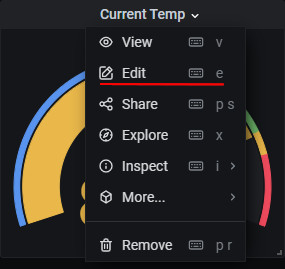 Current Temp
View v
Edit e
Share p s
Explore x
Inspect i
More...
Remove p r